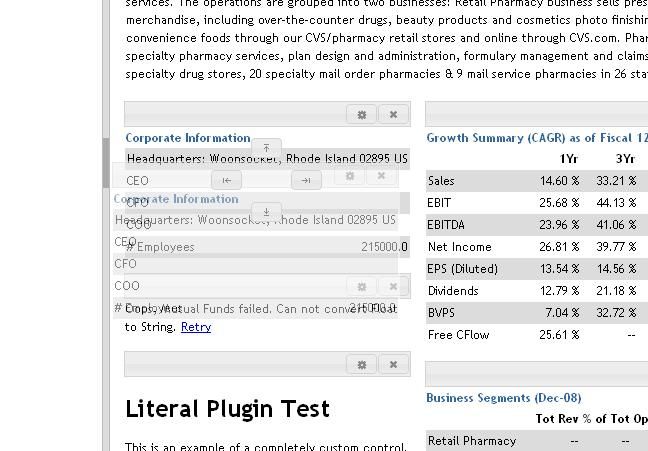 services. The operations are grouped into two businesses: Retail Pharmacy business sells pres
merchandise, including over-the-counter drugs, beauty products and cosmetics photo finishin
convenience foods through our CVS/pharmacy retail stores and online through CVS.com. Phar
specialty pharmacy services, plan design and administration, formulary management and claims
specialty drug stores, 20 specialty mail order pharmacies & 9 mail service pharmacies in 26 stat
Corporate Information
Headquarters: Woonsocket, Rhode Island 02895 US
CEO
CFO
COO
# Employees 215000.0
Corporate Information
Headquarters: Woonsocket, Rhode Island 02895 US
CEO
CFO
COO
# Employees 215000.0
Oops, Mutual Funds failed. Can not convert Float
to String. Retry
Literal Plugin Test
This is an example of a completely custom control.
Growth Summary (CAGR) as of Fiscal 12
1Yr 3Yr
Sales 14.60 % 33.21 %
EBIT 25.68 % 44.13 %
EBITDA 23.96 % 41.06 %
Net Income 26.81 % 39.77 %
EPS (Diluted) 13.54 % 14.56 %
Dividends 12.79 % 21.18 %
BVPS 7.04 % 32.72 %
Free CFlow 25.61 % --
Business Segments (Dec-08)
Tot Rev % of Tot Op
Retail Pharmacy -- --